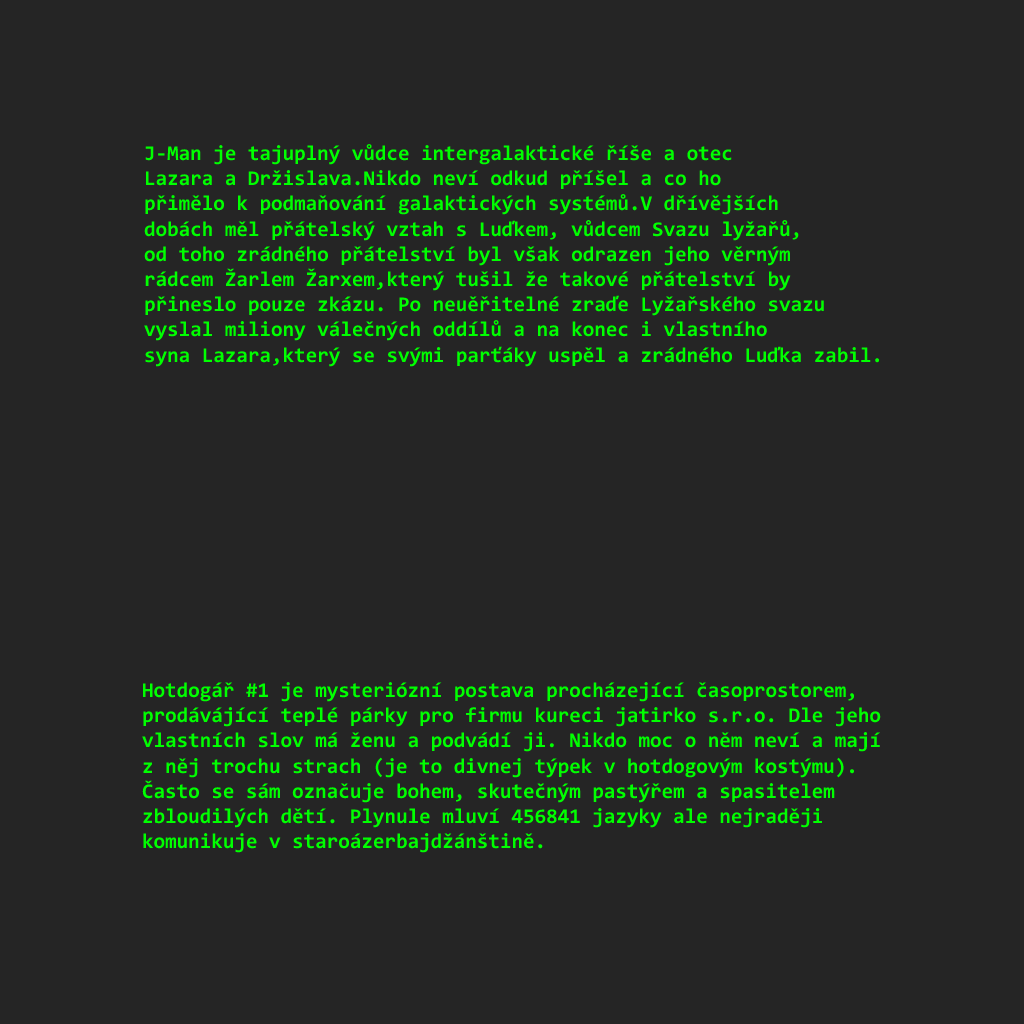 J-Man je tajuplný vůdce intergalaktické říše a otec
Lazara a Držislava.Nikdo neví odkud příšel a co ho
přimělo k podmaňování galaktických systémů.V dřívějších
dobách měl přátelský vztah s Luďkem, vůdcem Svazu lyžařů,
od toho zrádného přátelství byl však odrazen jeho věrným
rádcem Žarlem Žarxem,který tušil že takové přátelství by
přineslo pouze zkázu. Po neuěřitelné zraďe Lyžařského svazu
vyslal miliony válečných oddílů a na konec i vlastního
syna Lazara,který se svými parťáky uspěl a zrádného Luďka zabil.
Hotdogář #1 je mysteriózní postava procházející časoprostorem,
prodávájící teplé párky pro firmu kureci jatirko s.r.o. Dle jeho
vlastních slov má ženu a podvádí ji. Nikdo moc o něm neví a mají
z něj trochu strach (je to divnej týpek v hotdogovým kostýmu).
Často se sám označuje bohem, skutečným pastýřem a spasitelem
zbloudilých dětí. Plynule mluví 456841 jazyky ale nejraději
komunikuje v staroázerbajdžánštině.